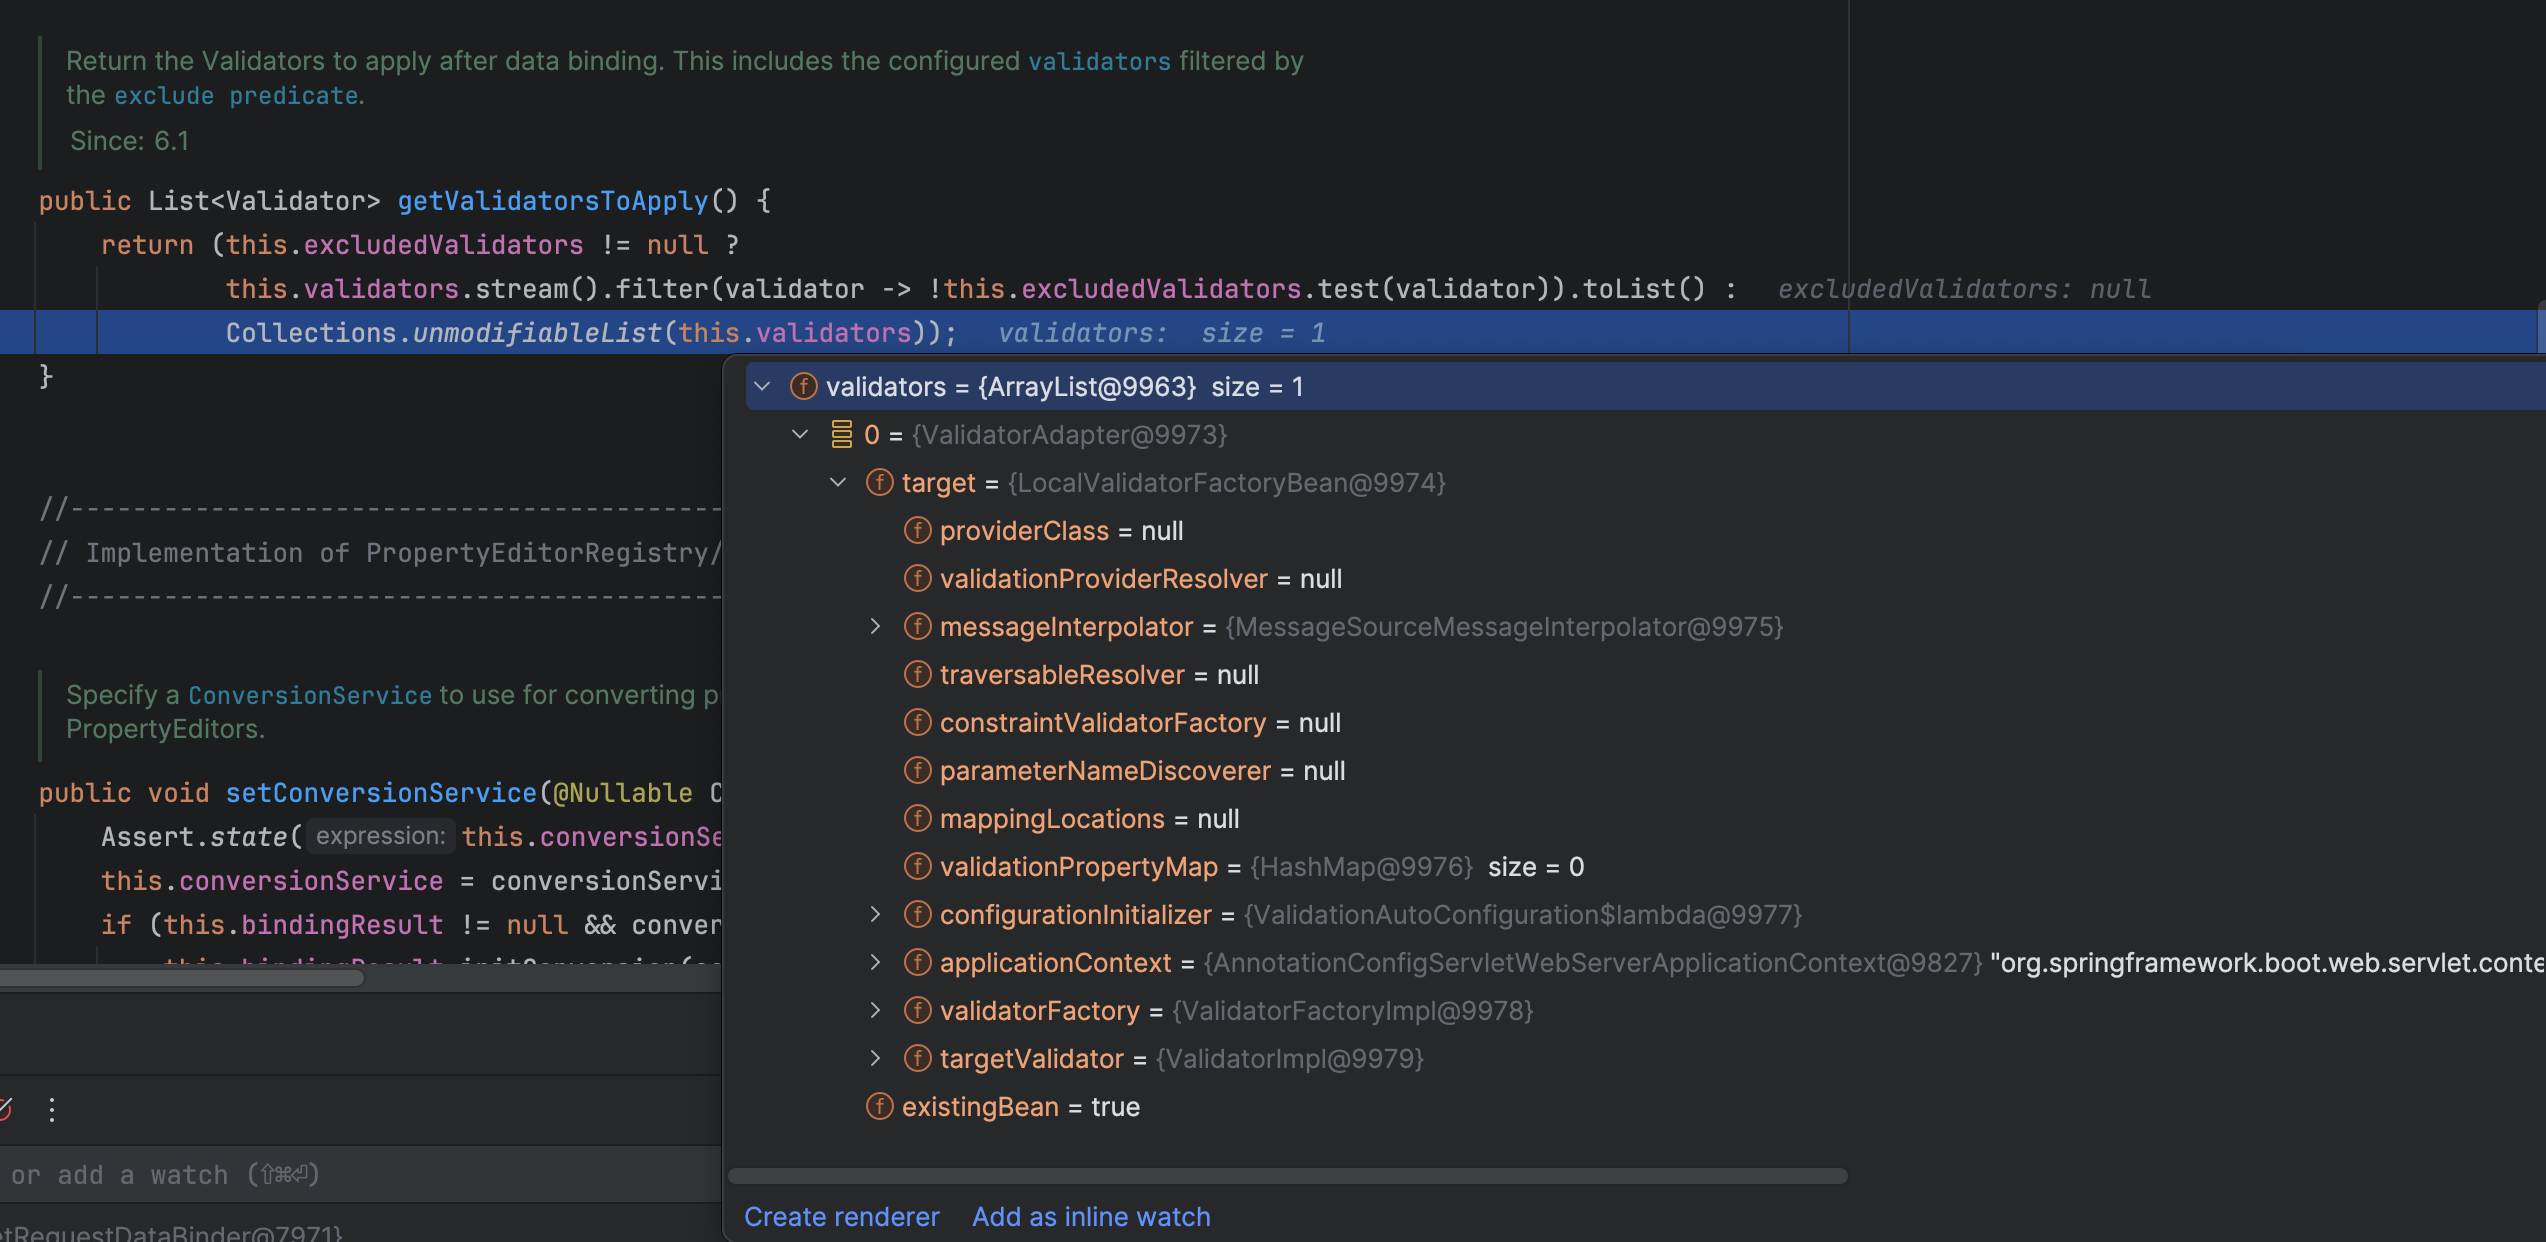 Return the Validators to apply after data binding. This includes the configured validators filtered by
the exclude predicate.
Since: 6.1
public List<Validator> getValidatorsToApply() {
return (this.excludedValidators != null ?
this.validators.stream().filter(validator -> !this.excludedValidators.test(validator)).toList() : excludedValidators: null
Collections.unmodifiableList(this.validators)); validators: size = 1
}
validators = {ArrayList@9963} size = 1
0 = {ValidatorAdapter@9973}
target = {LocalValidatorFactoryBean@9974}
providerClass = null
validationProviderResolver = null
messageInterpolator = {MessageSourceMessageInterpolator@9975}
traversableResolver = null
constraintValidatorFactory = null
parameterNameDiscoverer = null
mappingLocations = null
validationPropertyMap = {HashMap@9976} size = 0
configurationInitializer = {ValidationAutoConfiguration$lambda@9977}
applicationContext = {AnnotationConfigServletWebServerApplicationContext@9827} "org.springframework.boot.web.servlet.conte
validatorFactory = {ValidatorFactoryImpl@9978}
targetValidator = {ValidatorImpl@9979}
existingBean = true
Create renderer Add as inline watch
//------------------------------------------
// Implementation of PropertyEditorRegistry/
//------------------------------------------
Specify a ConversionService to use for converting p
PropertyEditors.
public void setConversionService(@Nullable C
Assert.state( expression: this.conversionSe
this.conversionService = conversionServi
if (this.bindingResult != null && conver
this.bindingResult.initConversion(co
or add a watch (⇧⌘⏎)
etRequestDataBinder@7971}